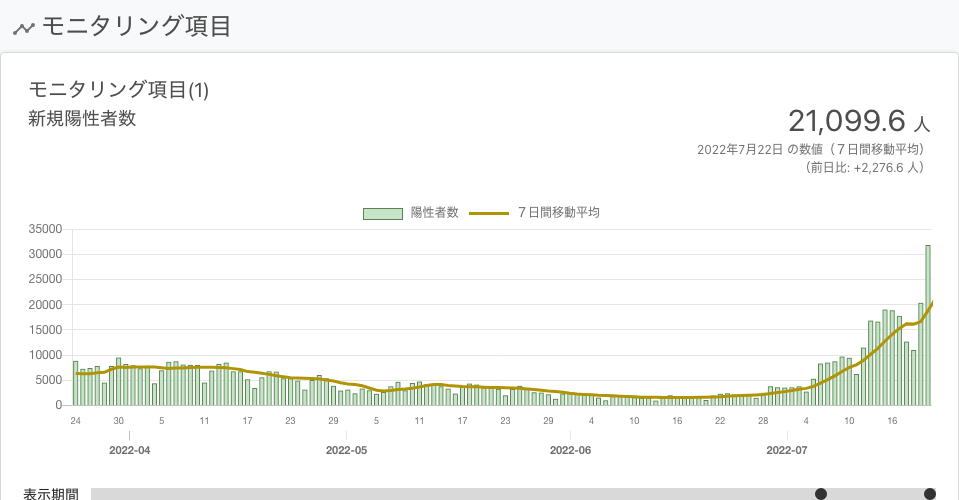 モニタリング項目
モニタリング項目(1)
新規陽性者数
21,099.6 人
2022年7月22日 の数値（７日間移動平均）
（前日比: +2,276.6 人）
陽性者数 ７日間移動平均
35000
30000
25000
20000
15000
10000
5000
0
24 30 5 11 17 23 29 5 11 17 23 29 4 10 16 22 28 4 10 16
2022-04 2022-05 2022-06 2022-07
表示期間